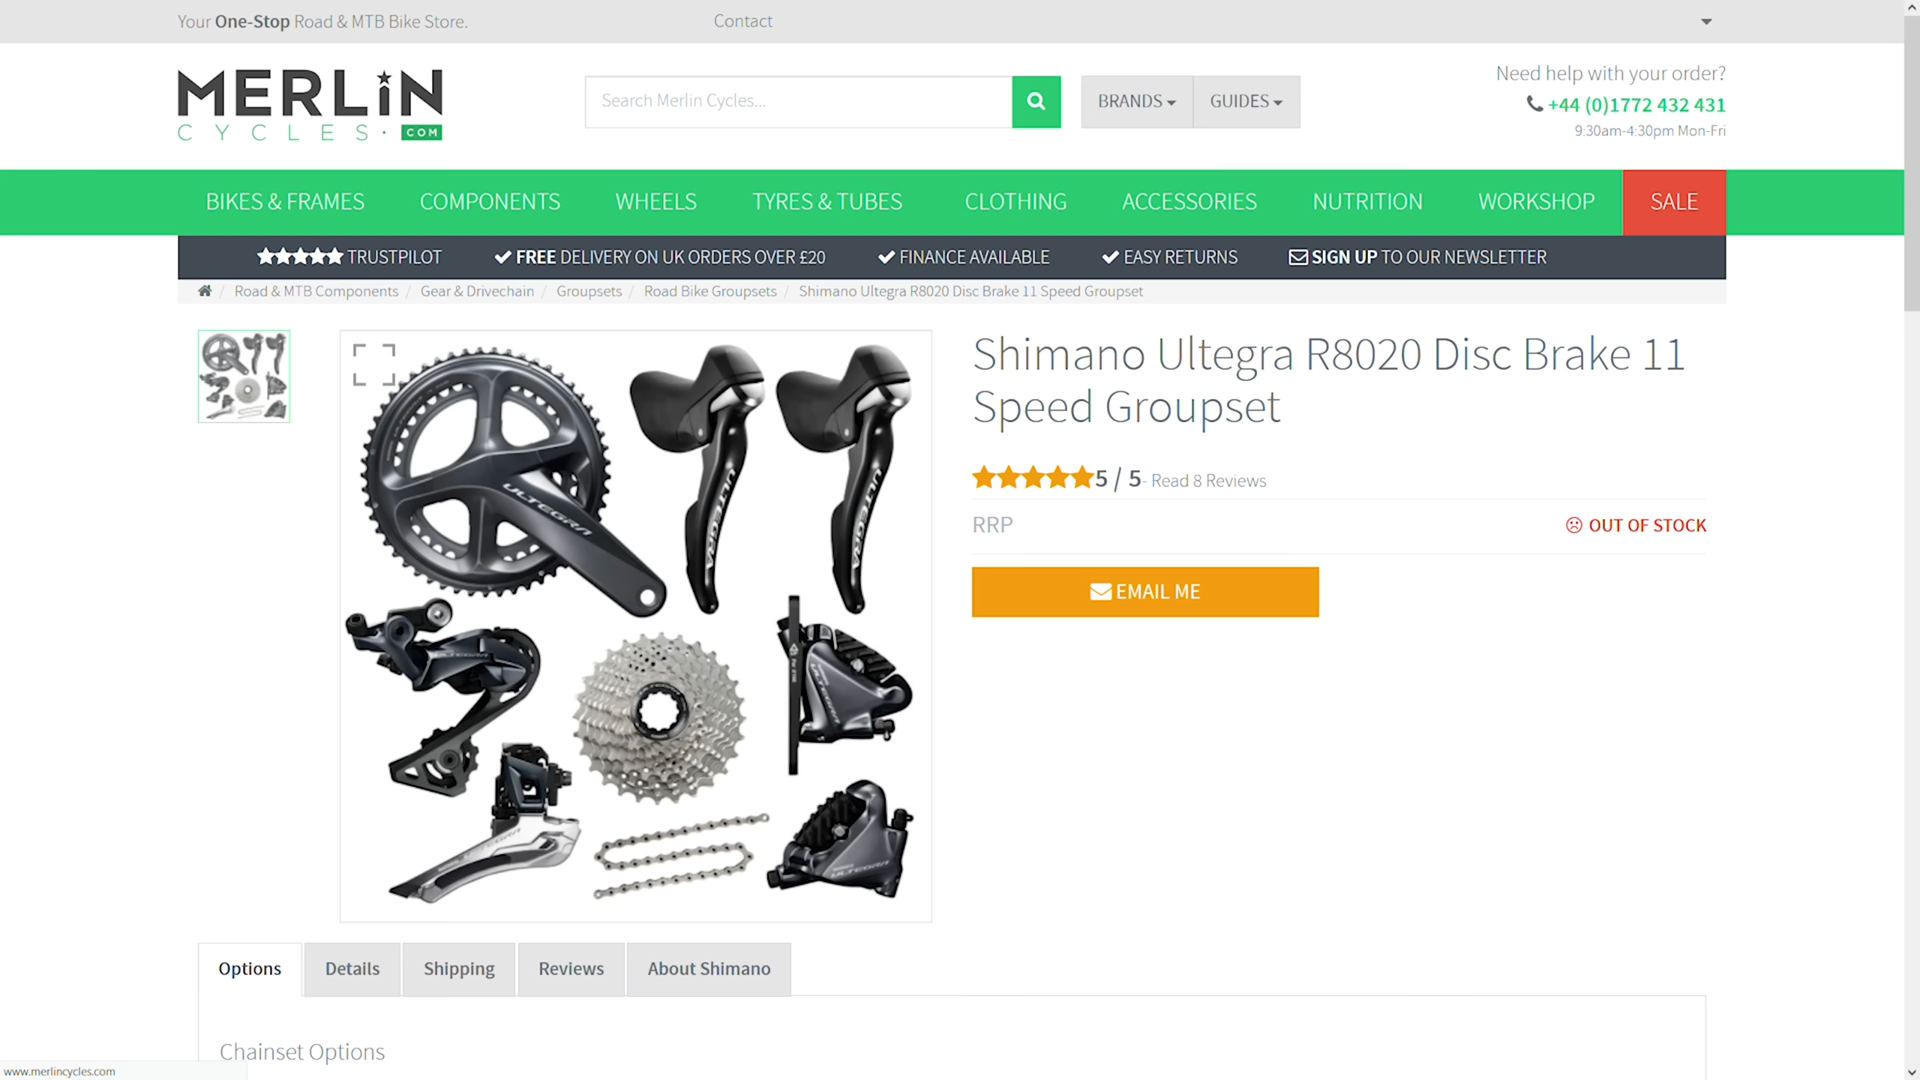 Your One-Stop Road & MTB Bike Store.
Contact
MERLIN
CYCLES.COM
Search Merlin Cycles...
BRANDS
GUIDES
Need help with your order?
+44 (0)1772 432 431
9:30am-4:30pm Mon-Fri
BIKES & FRAMES
COMPONENTS
WHEELS
TYRES & TUBES
CLOTHING
ACCESSORIES
NUTRITION
WORKSHOP
SALE
TRUSTPILOT
FREE DELIVERY ON UK ORDERS OVER £20
FINANCE AVAILABLE
EASY RETURNS
SIGN UP TO OUR NEWSLETTER
/ Road & MTB Components / Gear & Drivechain / Groupsets / Road Bike Groupsets / Shimano Ultegra R8020 Disc Brake 11 Speed Groupset
Shimano Ultegra R8020 Disc Brake 11
Speed Groupset
5 / 5 - Read 8 Reviews
RRP
OUT OF STOCK
EMAIL ME
ULTEGRA
ULTEGRA
ULTEGRA
ULTEGRA
ULTEGRA
Options
Details
Shipping
Reviews
About Shimano
Chainset Options
www.merlincycles.com